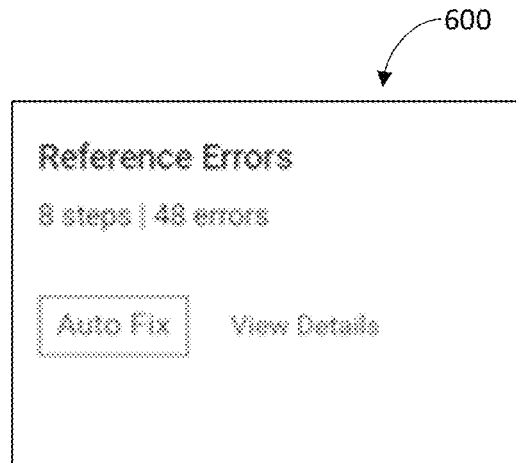 600
Reference Errors
8 steps | 48 errors
Auto Fix View Details